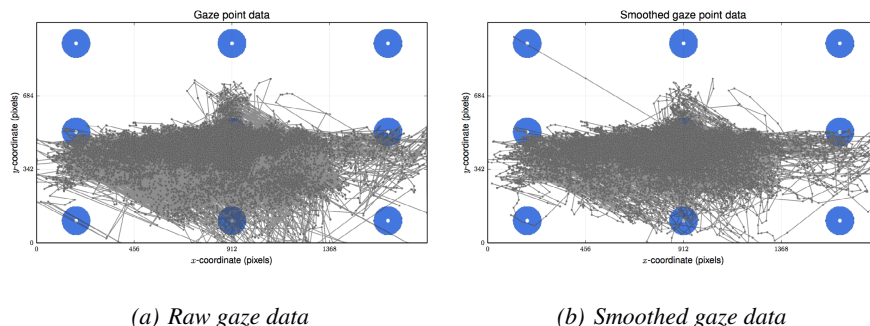 Gaze point data
684
342
0
y-coordinate (pixels)
0
456
912
1368
x-coordinate (pixels)
(a) Raw gaze data
Smoothed gaze point data
684
342
0
y-coordinate (pixels)
0
456
912
1368
x-coordinate (pixels)
(b) Smoothed gaze data